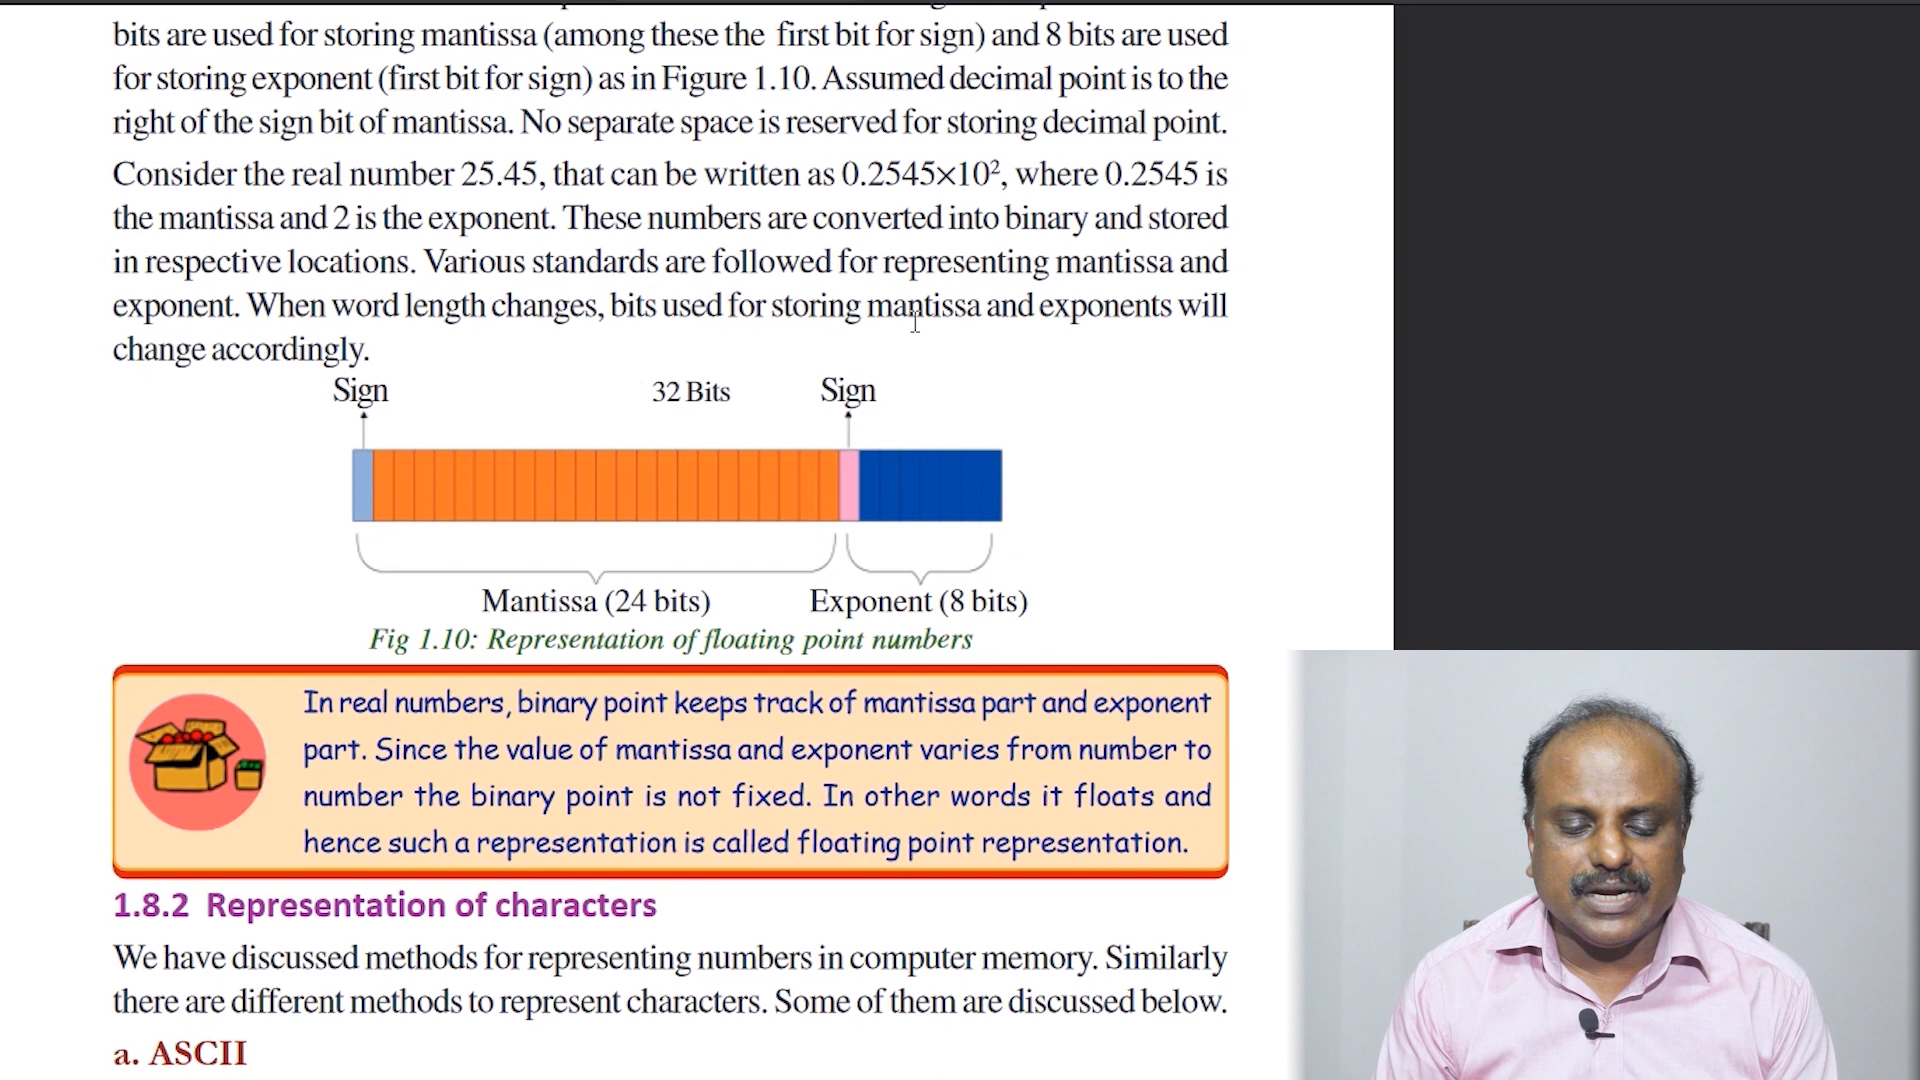 bits are used for storing mantissa (among these the first bit for sign) and 8 bits are used
for storing exponent (first bit for sign) as in Figure 1.10. Assumed decimal point is to the
right of the sign bit of mantissa. No separate space is reserved for storing decimal point.
Consider the real number 25.45, that can be written as 0.2545×10², where 0.2545 is
the mantissa and 2 is the exponent. These numbers are converted into binary and stored
in respective locations. Various standards are followed for representing mantissa and
exponent. When word length changes, bits used for storing mantissa and exponents will
change accordingly.
Sign 32 Bits Sign
Mantissa (24 bits) Exponent (8 bits)
Fig 1.10: Representation of floating point numbers
In real numbers, binary point keeps track of mantissa part and exponent
part. Since the value of mantissa and exponent varies from number to
number the binary point is not fixed. In other words it floats and
hence such a representation is called floating point representation.
1.8.2 Representation of characters
We have discussed methods for representing numbers in computer memory. Similarly
there are different methods to represent characters. Some of them are discussed below.
a. ASCII